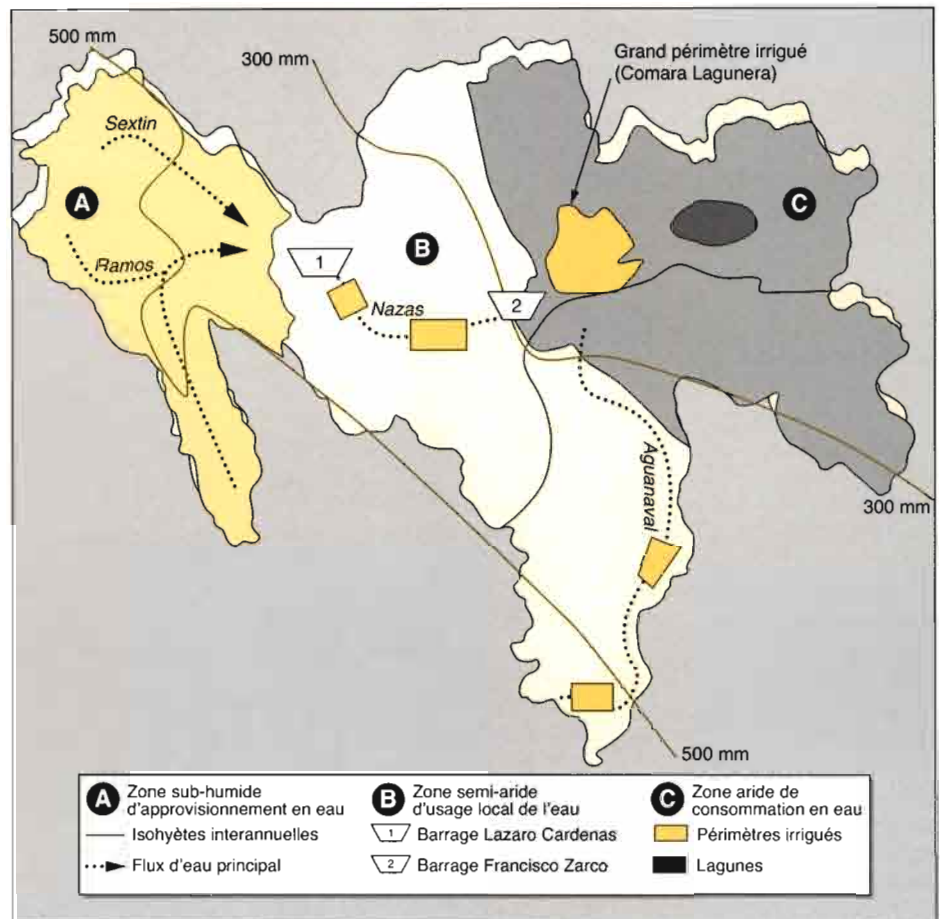 500 mm
300 mm
Grand périmètre irrigué
(Comara Lagunera)
Sextin
A
B
C
Ramos
1
Nazas
2
Aguanaval
300 mm
500 mm
A Zone sub-humide
d'approvisionnement en eau
Isohyètes interannuelles
Flux d'eau principal
B Zone semi-aride
d'usage local de l'eau
1 Barrage Lazaro Cardenas
2 Barrage Francisco Zarco
C Zone aride de
consommation en eau
Périmètres irrigués
Lagunes